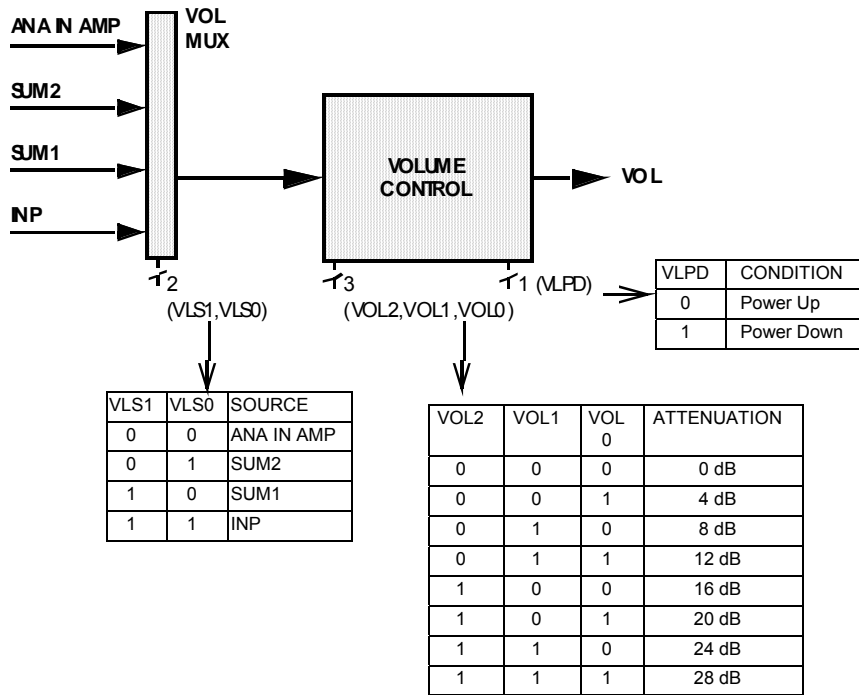 ANA IN AMP
VOL
MUX
SUM2
SUM1
INP
VOLUME
CONTROL
VOL
2
(VLS1,VLS0)
3
(VOL2,VOL1,VOL0)
1 (VLPD)
VLPD CONDITION
0 Power Up
1 Power Down
VLS1 VLS0 SOURCE
0 0 ANA IN AMP
0 1 SUM2
1 0 SUM1
1 1 INP
VOL2 VOL1 VOL
0 ATTENUATION
0 0 0 0 dB
0 0 1 4 dB
0 1 0 8 dB
0 1 1 12 dB
1 0 0 16 dB
1 0 1 20 dB
1 1 0 24 dB
1 1 1 28 dB